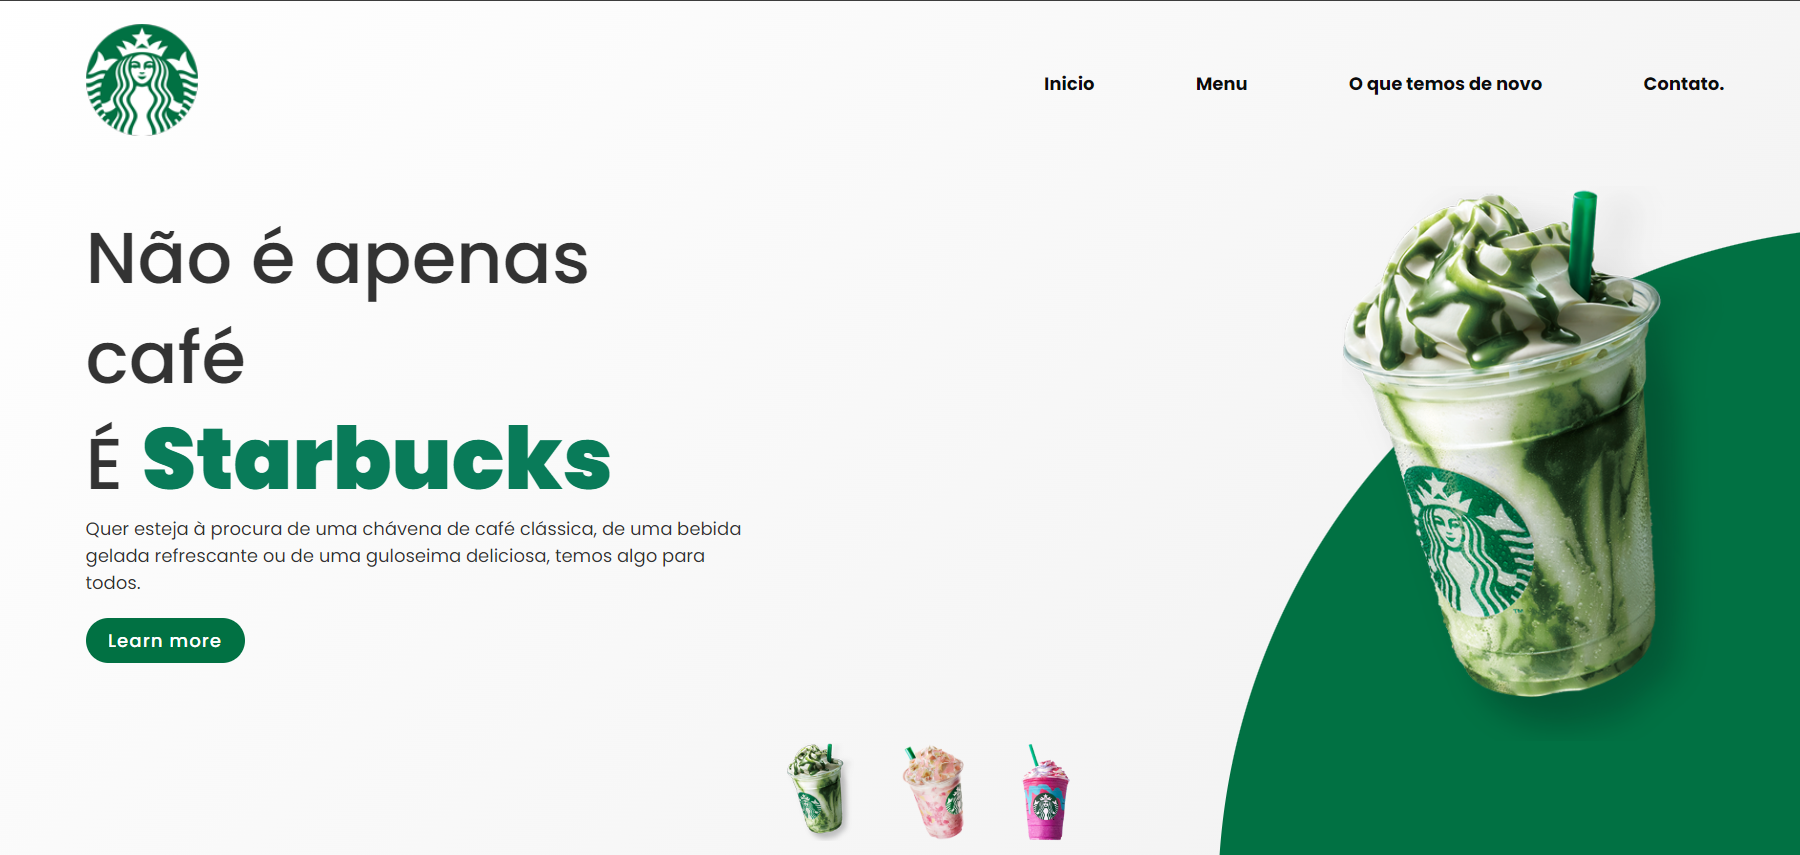 Inicio
Menu
O que temos de novo
Contato.
Não é apenas
café
É Starbucks
Quer esteja à procura de uma chávena de café clássica, de uma bebida
gelada refrescante ou de uma guloseima deliciosa, temos algo para
todos.
Learn more